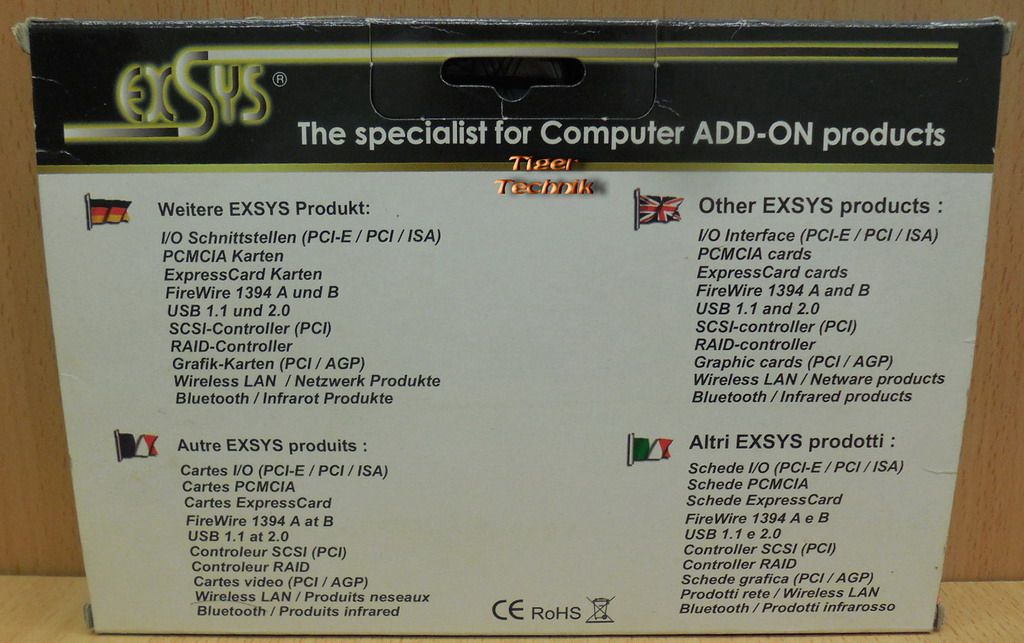 EXSYS ®
The specialist for Computer ADD-ON products
Tiger
Technik
Weitere EXSYS Produkt:
I/O Schnittstellen (PCI-E / PCI / ISA)
PCMCIA Karten
ExpressCard Karten
FireWire 1394 A und B
USB 1.1 und 2.0
SCSI-Controller (PCI)
RAID-Controller
Grafik-Karten (PCI / AGP)
Wireless LAN / Netzwerk Produkte
Bluetooth / Infrarot Produkte
Other EXSYS products :
I/O Interface (PCI-E / PCI / ISA)
PCMCIA cards
ExpressCard cards
FireWire 1394 A and B
USB 1.1 and 2.0
SCSI-controller (PCI)
RAID-controller
Graphic cards (PCI / AGP)
Wireless LAN / Netware products
Bluetooth / Infrared products
Autre EXSYS produits :
Cartes I/O (PCI-E / PCI / ISA)
Cartes PCMCIA
Cartes ExpressCard
FireWire 1394 A at B
USB 1.1 at 2.0
Controleur SCSI (PCI)
Controleur RAID
Cartes video (PCI / AGP)
Wireless LAN / Produits neseaux
Bluetooth / Produits infrared
Altri EXSYS prodotti :
Schede I/O (PCI-E / PCI / ISA)
Schede PCMCIA
Schede ExpressCard
FireWire 1394 A e B
USB 1.1 e 2.0
Controller SCSI (PCI)
Controller RAID
Schede grafica (PCI / AGP)
Prodotti rete / Wireless LAN
Bluetooth / Prodotti infrarosso
CE RoHS